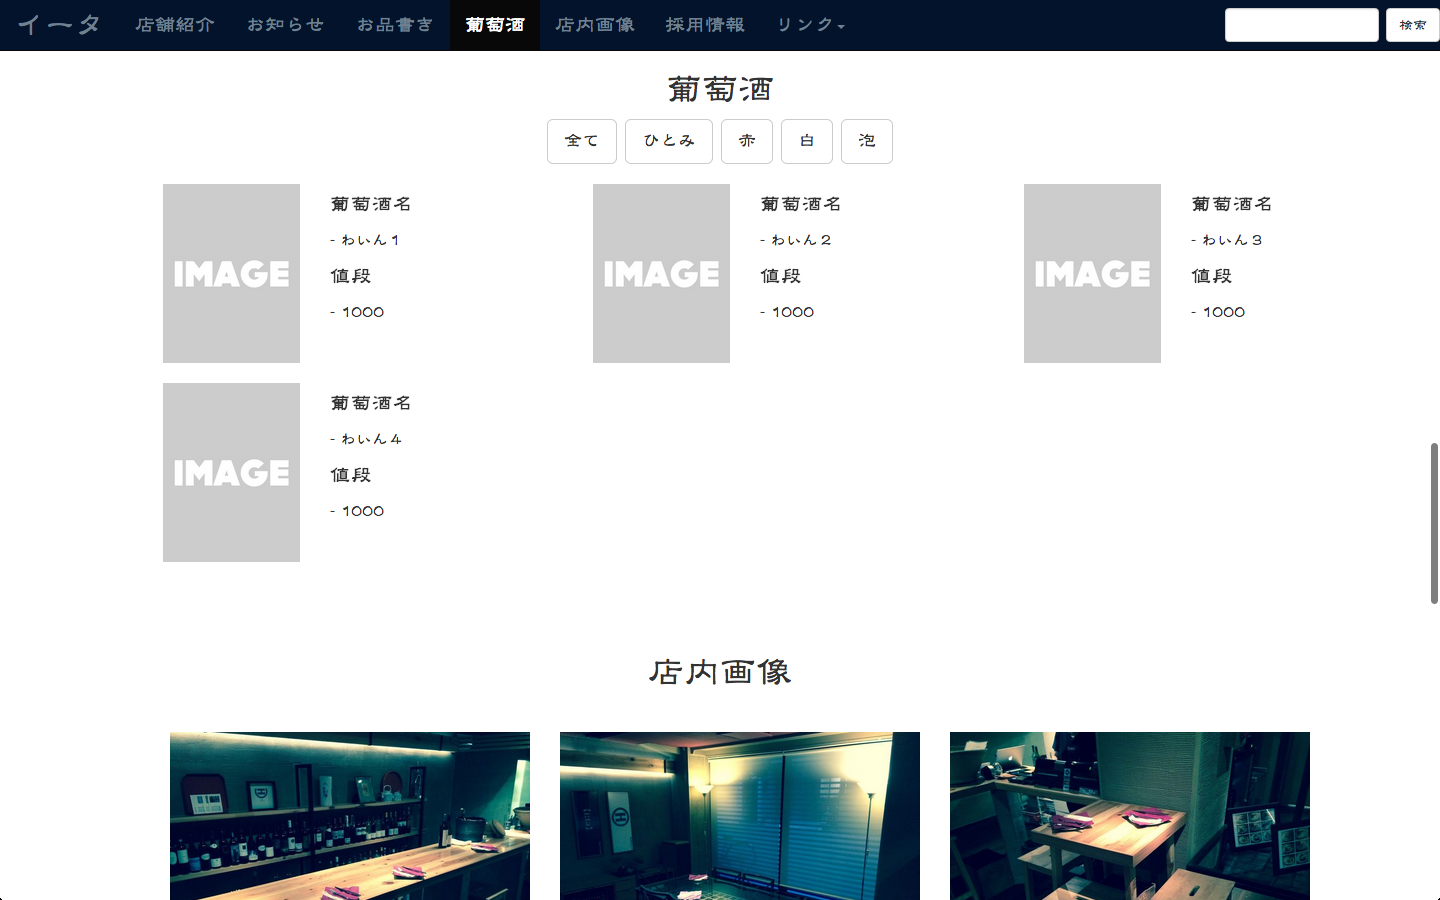 イータ 店舗紹介 お知らせ お品書き 葡萄酒 店内画像 採用情報 リンク 検索
葡萄酒
全て ひとみ 赤 白 泡
IMAGE
葡萄酒名
- わいん1
値段
- 1000
IMAGE
葡萄酒名
- わいん2
値段
- 1000
IMAGE
葡萄酒名
- わいん3
値段
- 1000
IMAGE
葡萄酒名
- わいん4
値段
- 1000
店内画像